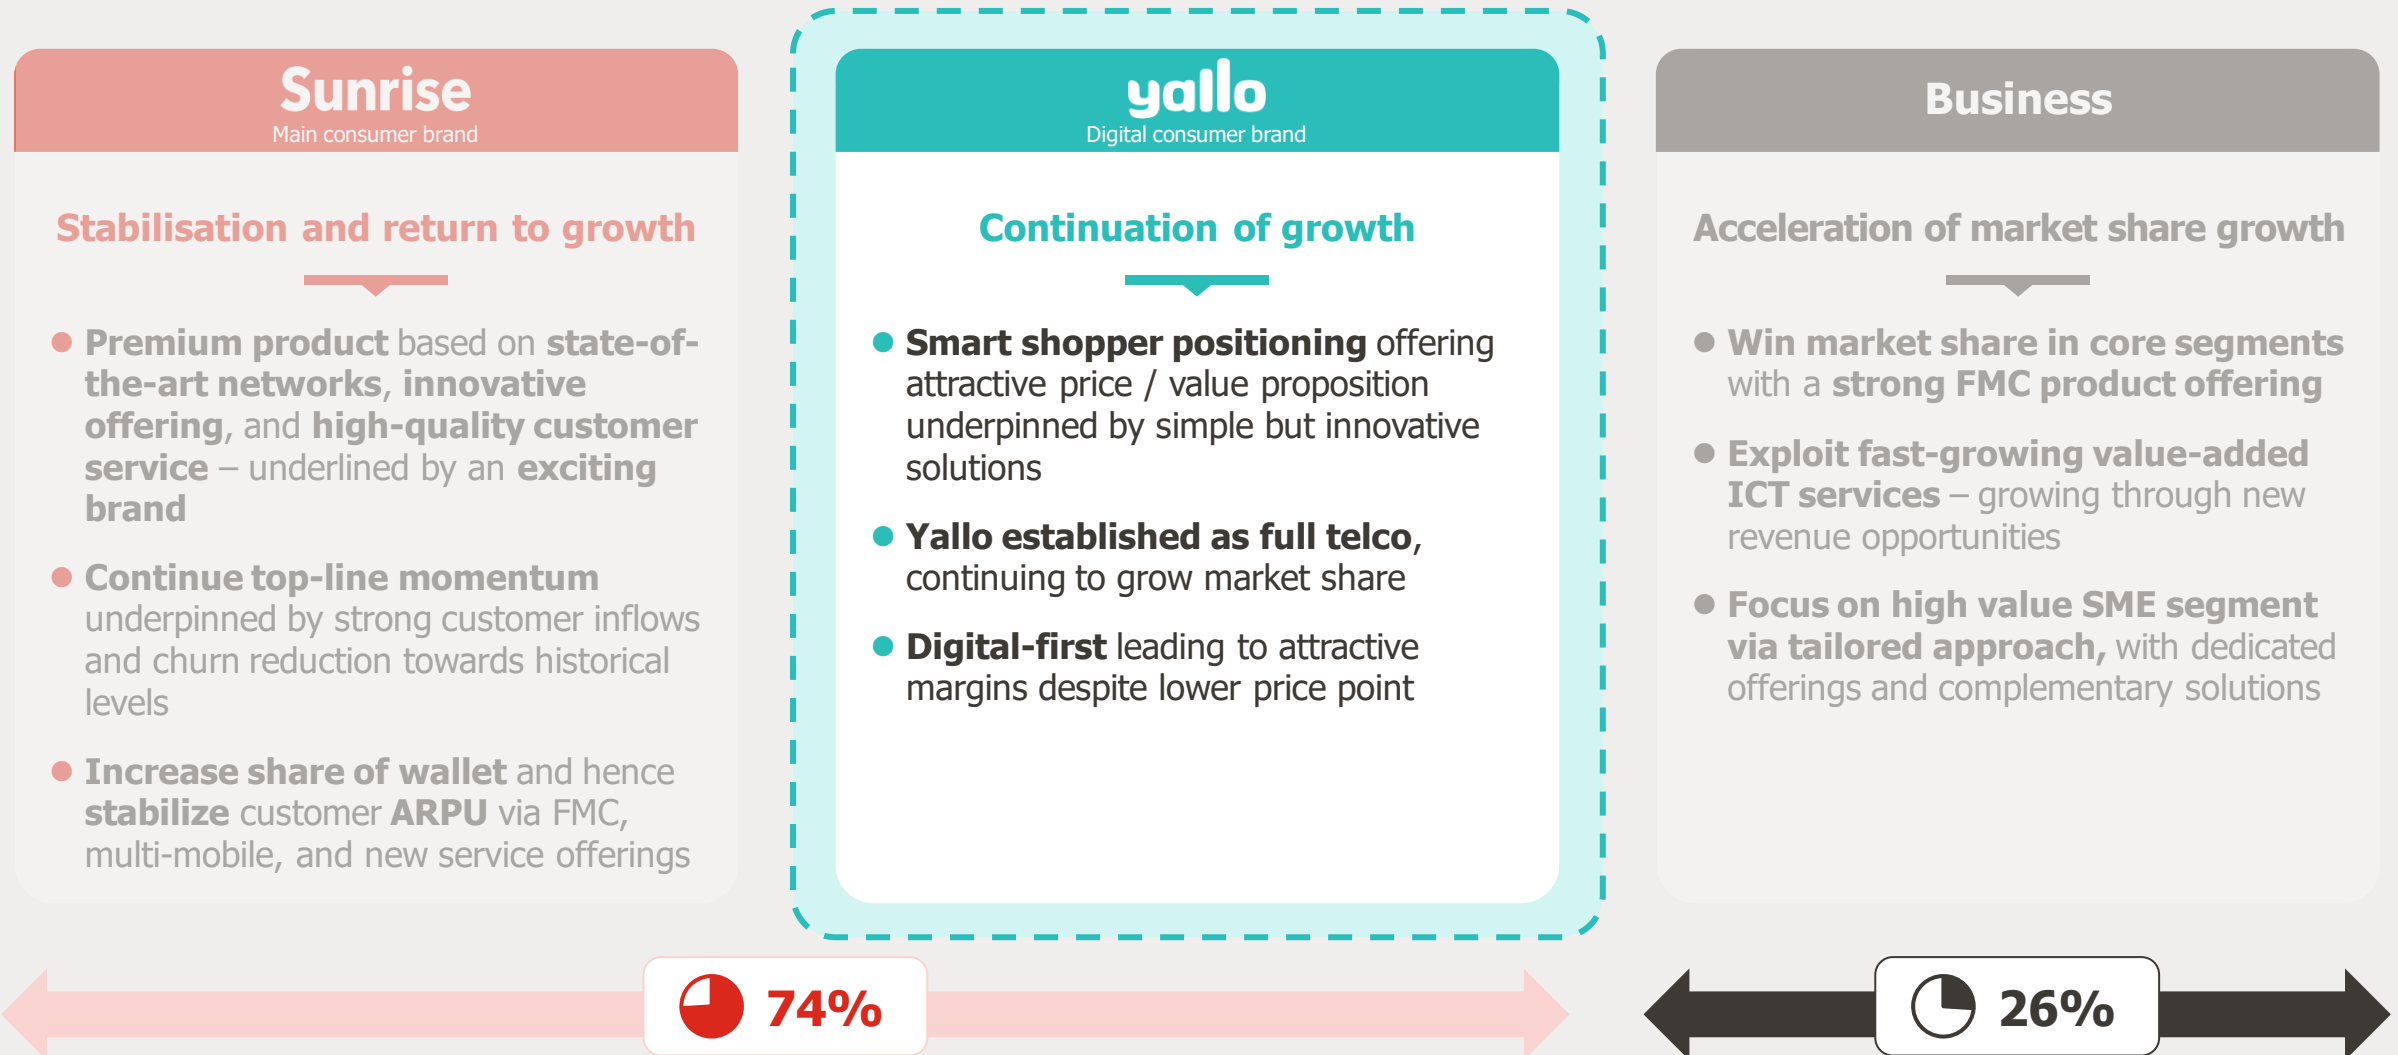 Sunrise
Main consumer brand
Stabilisation and return to growth
Premium product based on state-of-
the-art networks, innovative
offering, and high-quality customer
service – underlined by an exciting
brand
Continue top-line momentum
underpinned by strong customer inflows
and churn reduction towards historical
levels
Increase share of wallet and hence
stabilize customer ARPU via FMC,
multi-mobile, and new service offerings
yallo
Digital consumer brand
Continuation of growth
Smart shopper positioning offering
attractive price / value proposition
underpinned by simple but innovative
solutions
Yallo established as full telco,
continuing to grow market share
Digital-first leading to attractive
margins despite lower price point
Business
Acceleration of market share growth
Win market share in core segments
with a strong FMC product offering
Exploit fast-growing value-added
ICT services – growing through new
revenue opportunities
Focus on high value SME segment
via tailored approach, with dedicated
offerings and complementary solutions
74%
26%